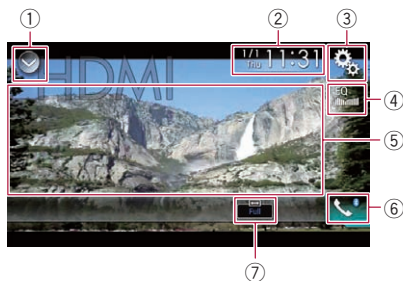 ① ② ③
1/1 Thu 11:31
HDMI
EQ
④
⑤
Full
⑥
⑦